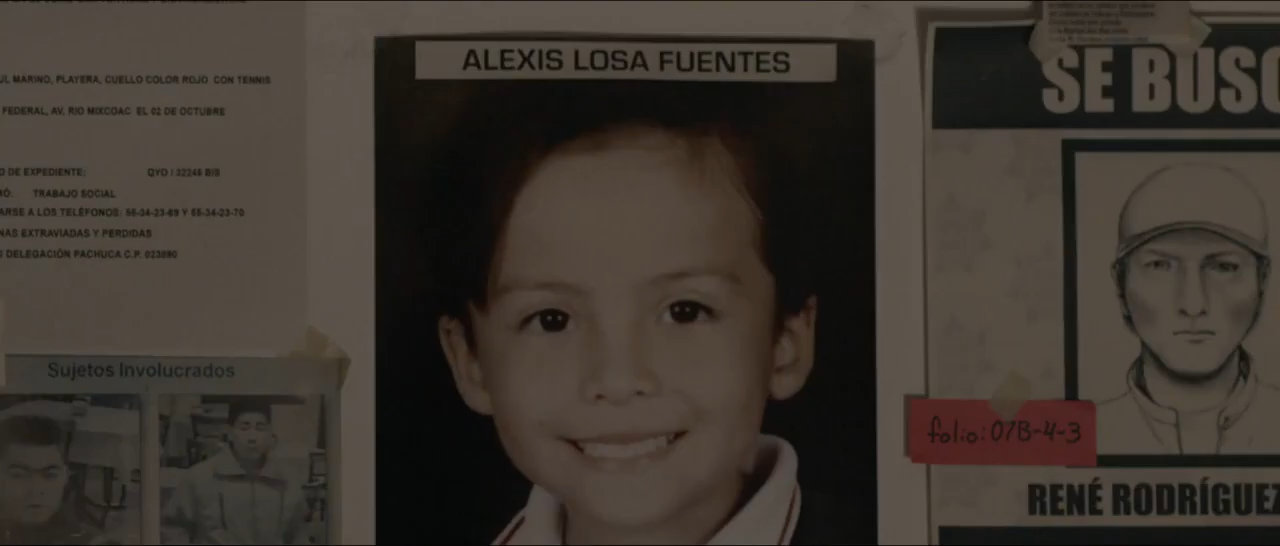 UL MARINO, PLAYERA, CUELLO COLOR ROJO CON TENNIS
FEDERAL, AV, RIO MIXCOAC EL 02 DE OCTUBRE
O DE EXPEDIENTE: QYO / 32246 BIS
MÓ: TRABAJO SOCIAL
ARSE A LOS TELÉFONOS: 56-34-23-69 Y 55-34-23-70
NAS EXTRAVIADAS Y PERDIDAS
DELEGACIÓN PACHUCA C.P. 023890
Sujetos Involucrados
ALEXIS LOSA FUENTES
SE BUSC
folio: 07B-4-3
RENÉ RODRÍGUEZ